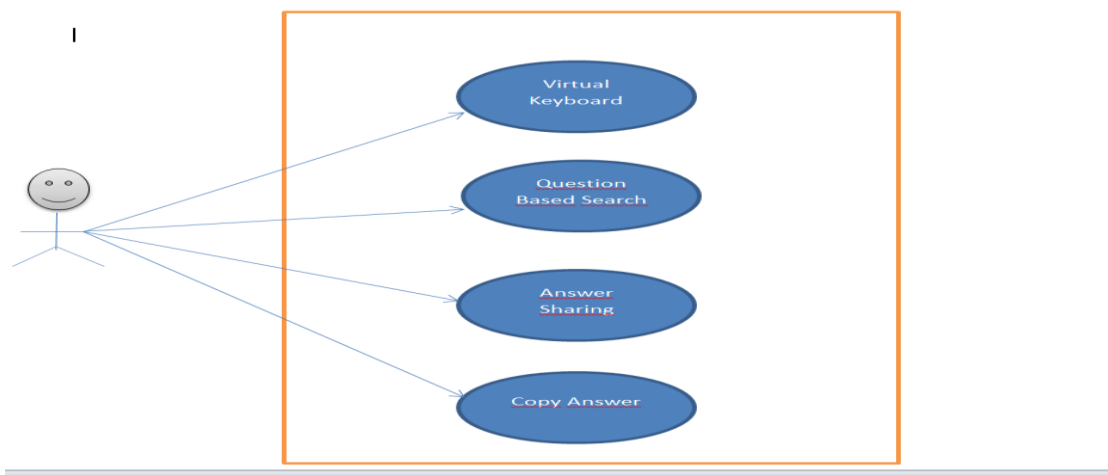 Virtual
Keyboard
Question
Based Search
Answer
Sharing
Copy Answer